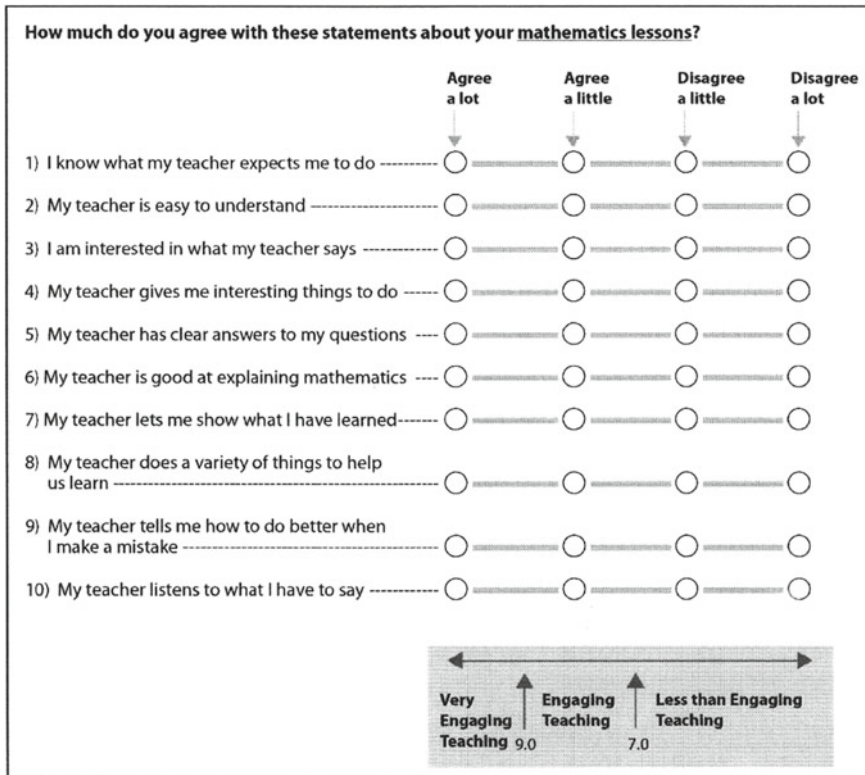 How much do you agree with these statements about your mathematics lessons?
Agree a lot
Agree a little
Disagree a little
Disagree a lot
1) I know what my teacher expects me to do
2) My teacher is easy to understand
3) I am interested in what my teacher says
4) My teacher gives me interesting things to do
5) My teacher has clear answers to my questions
6) My teacher is good at explaining mathematics
7) My teacher lets me show what I have learned
8) My teacher does a variety of things to help
us learn
9) My teacher tells me how to do better when
I make a mistake
10) My teacher listens to what I have to say
Very
Engaging
Teaching
9.0
Engaging
Teaching
7.0
Less than Engaging
Teaching